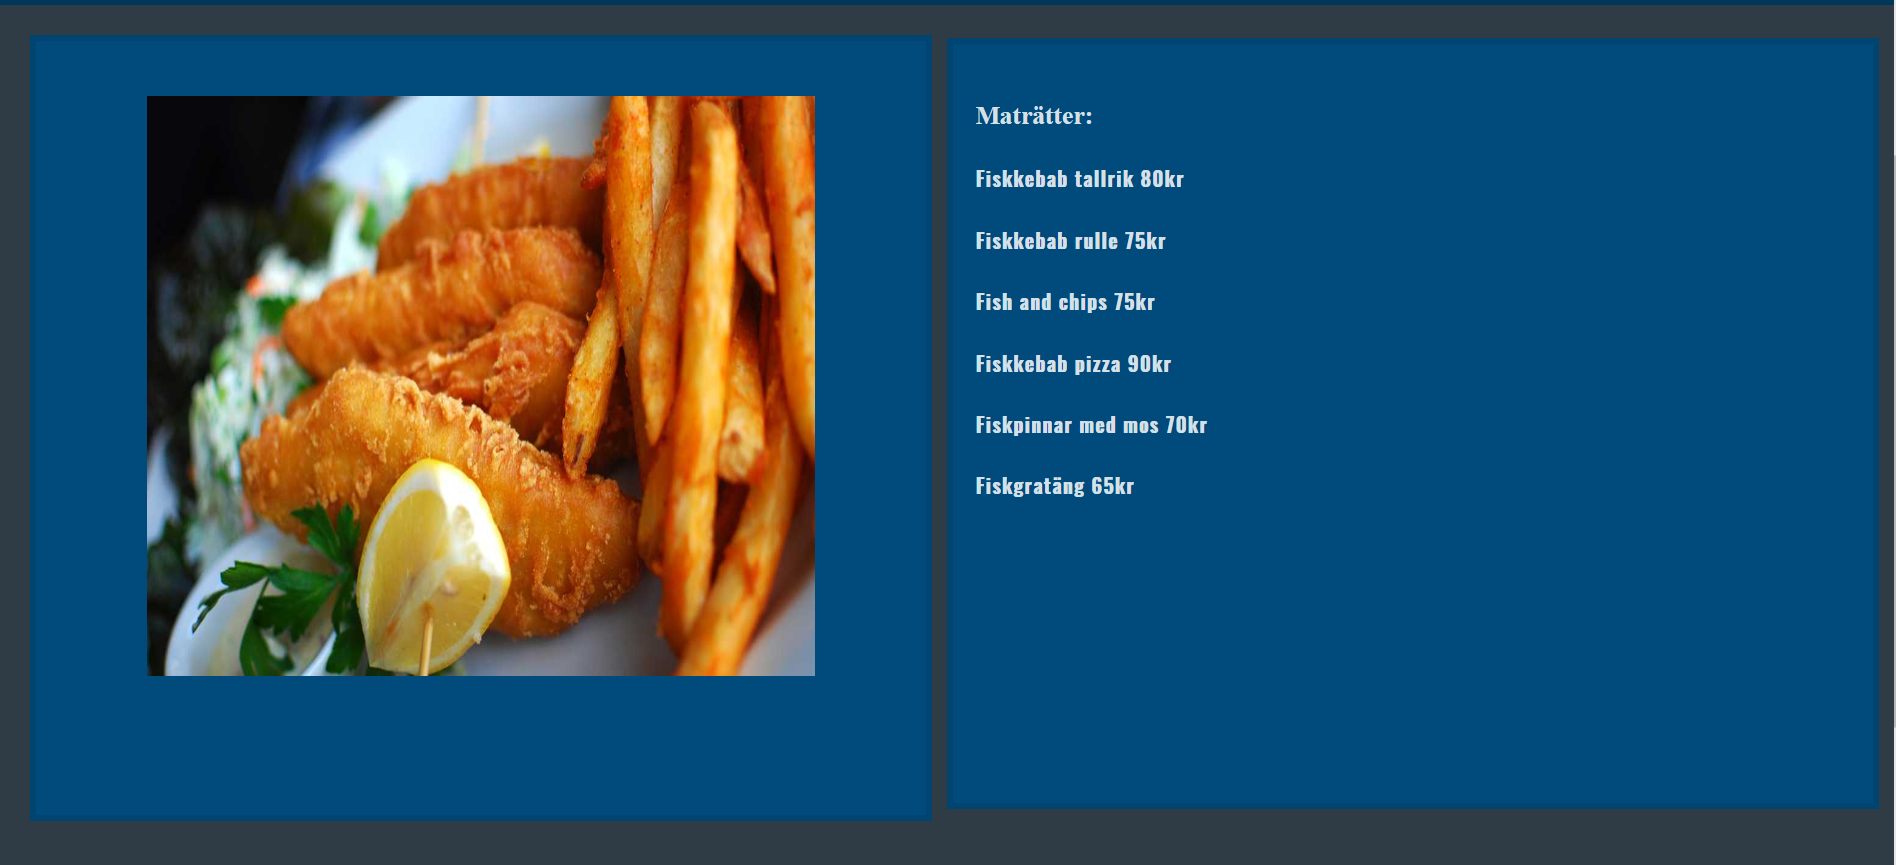 Maträtter:
Fiskkebab tallrik 80kr
Fiskkebab rulle 75kr
Fish and chips 75kr
Fiskkebab pizza 90kr
Fiskpinnar med mos 70kr
Fiskgratäng 65kr